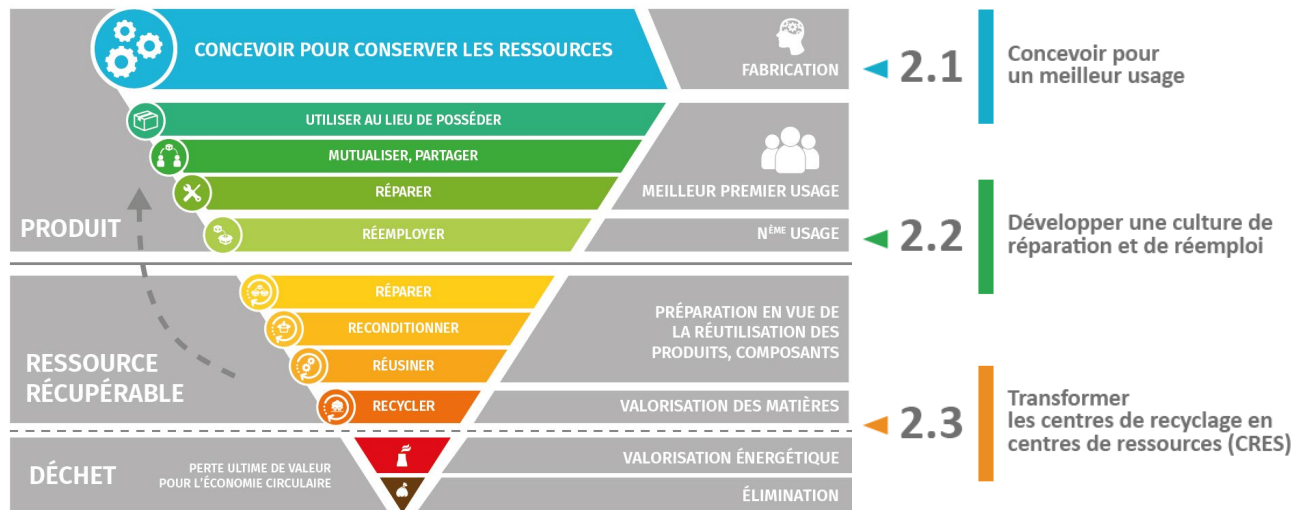 CONCEVOIR POUR CONSERVER LES RESSOURCES
FABRICATION
2.1
Concevoir pour
un meilleur usage
UTILISER AU LIEU DE POSSÉDER
MUTUALISER, PARTAGER
RÉPARER
MEILLEUR PREMIER USAGE
PRODUIT
RÉEMPLOYER
NÈME USAGE
2.2
Développer une culture de
réparation et de réemploi
RÉPARER
RECONDITIONNER
RÉUSINER
PRÉPARATION EN VUE DE
LA RÉUTILISATION DES
PRODUITS, COMPOSANTS
RESSOURCE
RÉCUPÉRABLE
RECYCLER
VALORISATION DES MATIÈRES
2.3
Transformer
les centres de recyclage en
centres de ressources (CRES)
DÉCHET
PERTE ULTIME DE VALEUR
POUR L'ÉCONOMIE CIRCULAIRE
VALORISATION ÉNERGÉTIQUE
ÉLIMINATION